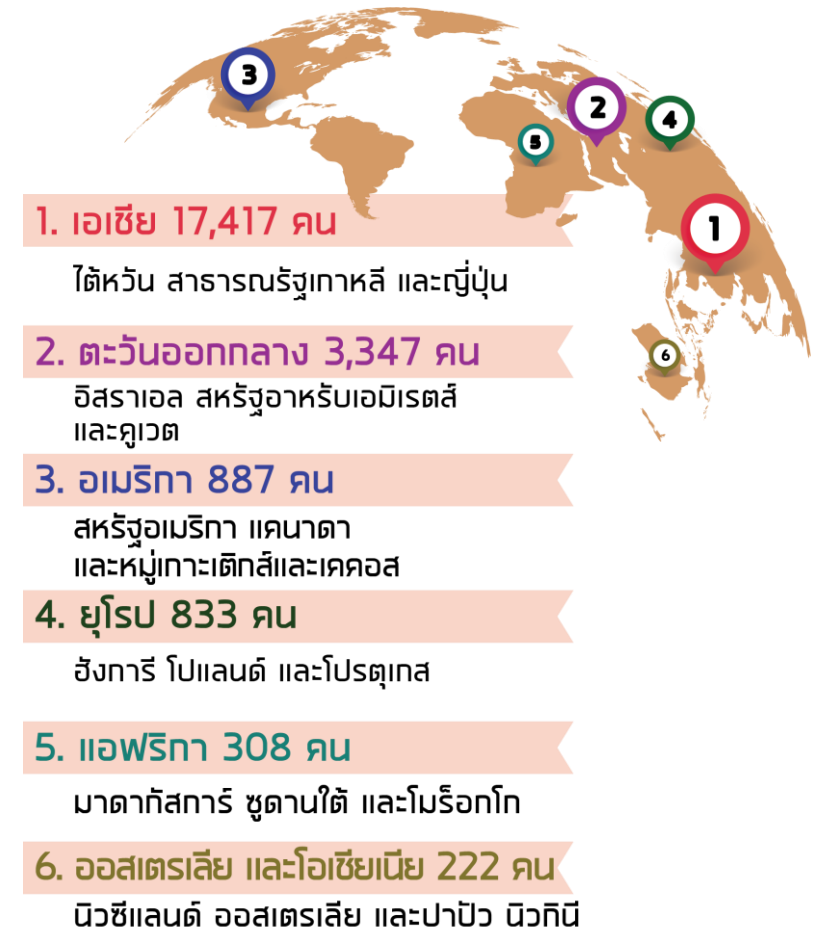 3
2
4
5
1
6
1. เอเชีย 17,417 คน
ไต้หวัน สาธารณรัฐเกาหลี และญี่ปุ่น
2. ตะวันออกกลาง 3,347 คน
อิสราเอล สหรัฐอาหรับเอมิเรตส์
และคูเวต
3. อเมริกา 887 คน
สหรัฐอเมริกา แคนาดา
และหมู่เกาะเติกส์และเคคอส
4. ยุโรป 833 คน
ฮังการี โปแลนด์ และโปรตุเกส
5. แอฟริกา 308 คน
มาดากัสการ์ ซูดานใต้ และโมร็อกโก
6. ออสเตรเลีย และโอเชียเนีย 222 คน
นิวซีแลนด์ ออสเตรเลีย และปาปัว นิวกินี